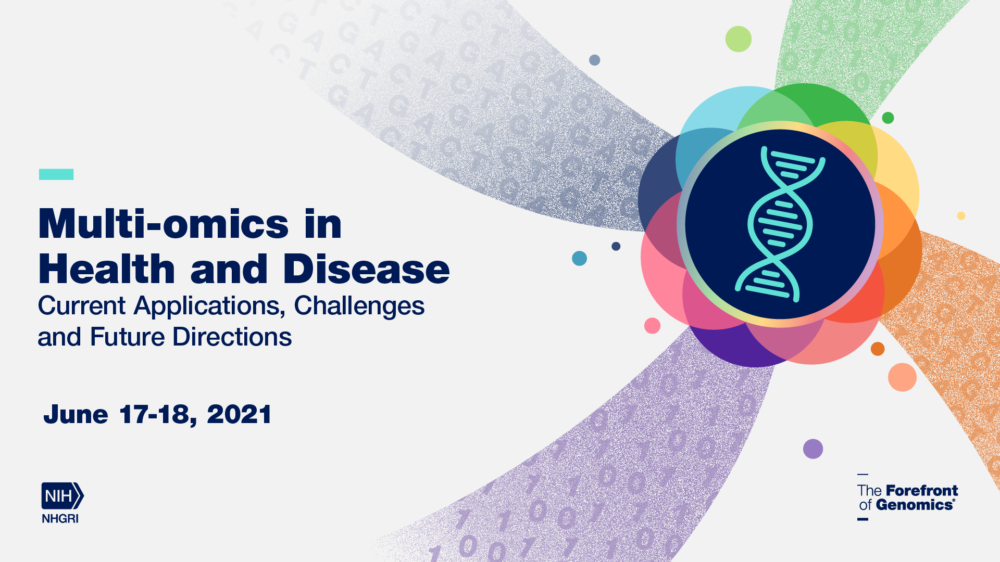 Multi-omics in
Health and Disease
Current Applications, Challenges
and Future Directions
June 17-18, 2021
NIH
NHGRI
The Forefront
of Genomics®